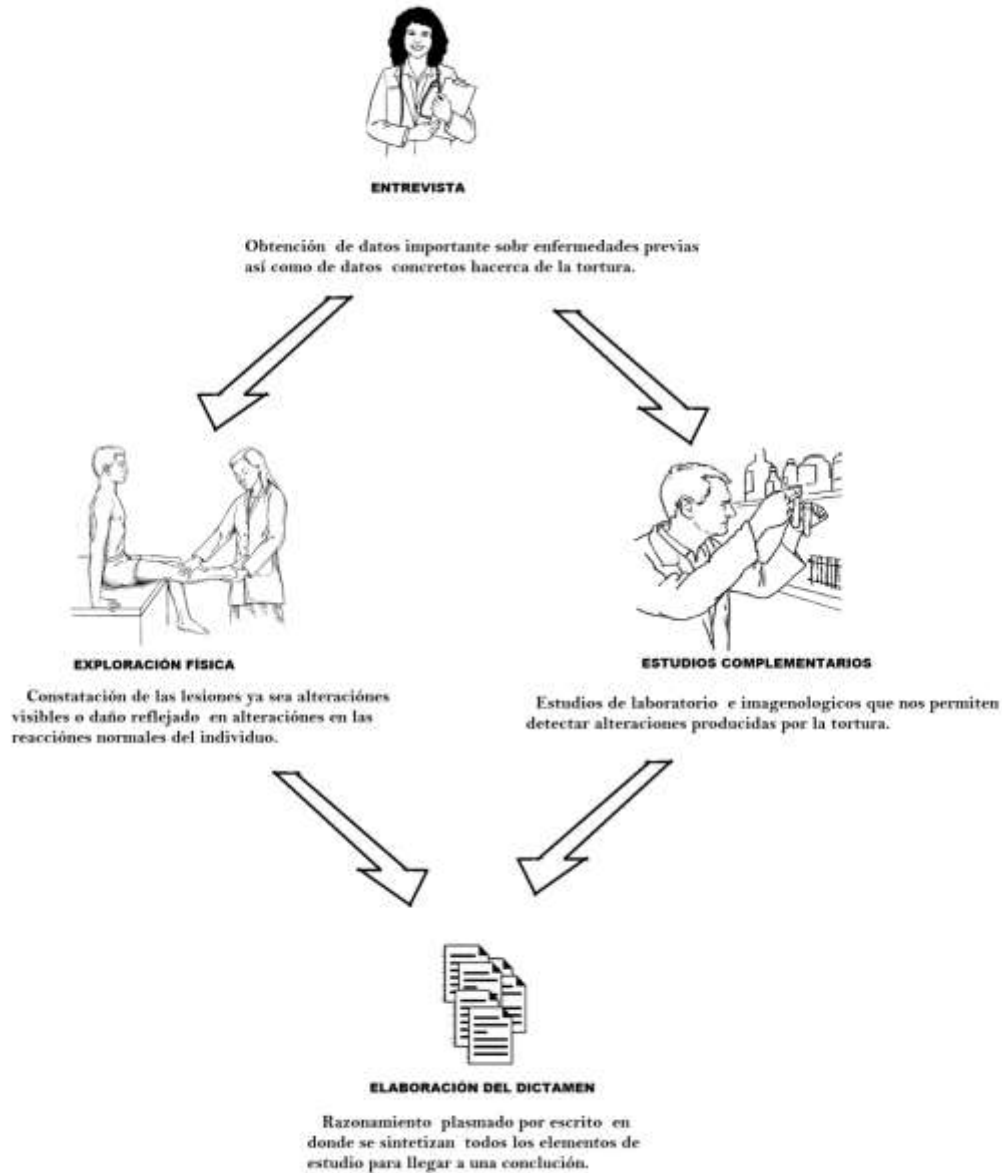 ENTREVISTA
Obtención de datos importante sobr enfermedades previas
así como de datos concretos hacerca de la tortura.
EXPLORACIÓN FÍSICA
Constatación de las lesiones ya sea alteraciónes
visibles o daño reflejado en alteraciónes en las
reacciónes normales del individuo.
ESTUDIOS COMPLEMENTARIOS
Estudios de laboratorio e imagenologicos que nos permiten
detectar alteraciones producidas por la tortura.
ELABORACIÓN DEL DICTAMEN
Razonamiento plasmado por escrito en
donde se sintetizan todos los elementos de
estudio para llegar a una conclusión.